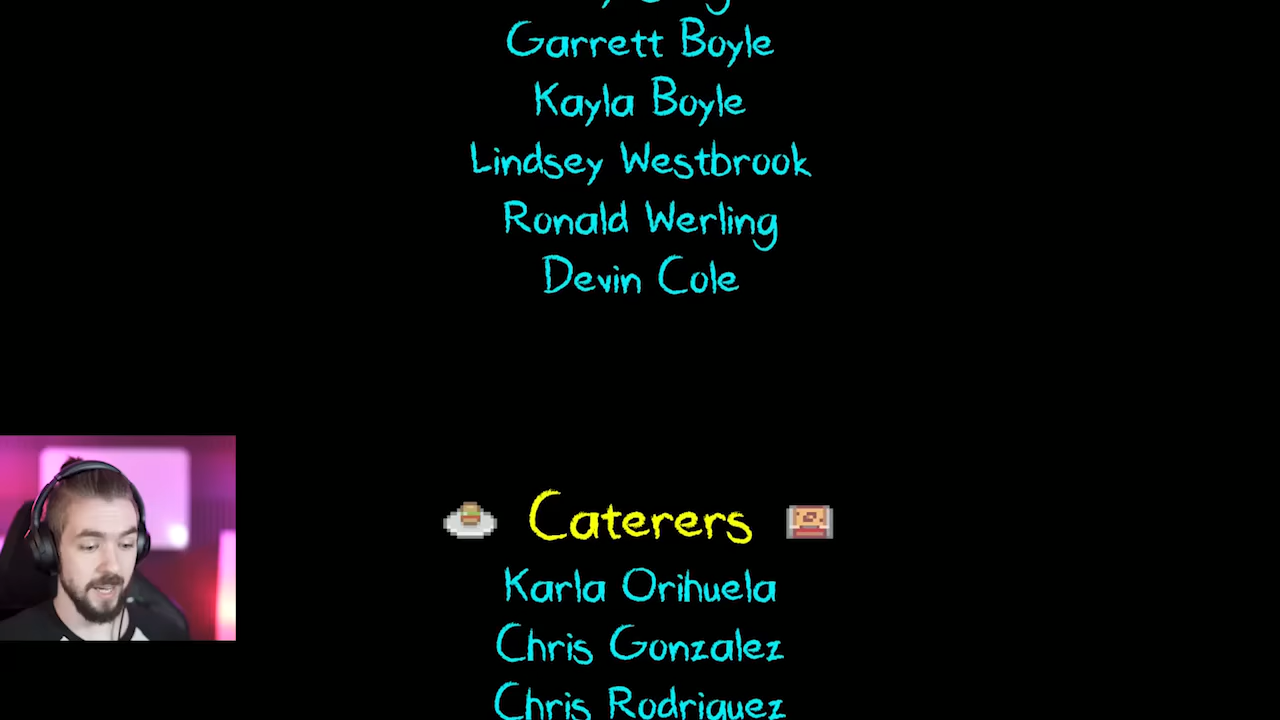 Garrett Boyle
Kayla Boyle
Lindsey Westbrook
Ronald Werling
Devin Cole
Caterers
Karla Orihuela
Chris Gonzalez
Chris Rodriguez